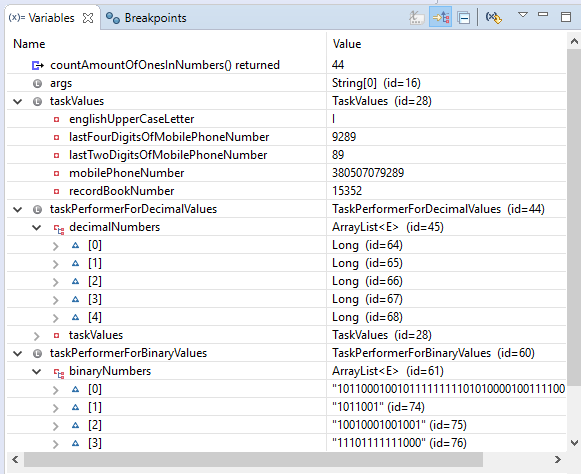 (x)= Variables Breakpoints
Name Value
countAmountOfOnesInNumbers() returned 44
args String[0] (id=16)
taskValues TaskValues (id=28)
englishUpperCaseLetter I
lastFourDigitsOfMobilePhoneNumber 9289
lastTwoDigitsOfMobilePhoneNumber 89
mobilePhoneNumber 380507079289
recordBookNumber 15352
taskPerformerForDecimalValues TaskPerformerForDecimalValues (id=44)
decimalNumbers ArrayList<E> (id=45)
[0] Long (id=64)
[1] Long (id=65)
[2] Long (id=66)
[3] Long (id=67)
[4] Long (id=68)
taskValues TaskValues (id=28)
taskPerformerForBinaryValues TaskPerformerForBinaryValues (id=60)
binaryNumbers ArrayList<E> (id=61)
[0] "101100010010111111111010100001001111100
[1] "1011001" (id=74)
[2] "10010001001001" (id=75)
[3] "11101111111000" (id=76)